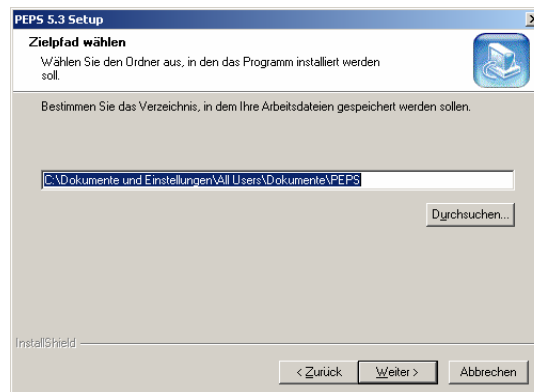 PEPS 5.3 Setup
Zielpfad wählen
Wählen Sie den Ordner aus, in den das Programm installiert werden
soll.
Bestimmen Sie das Verzeichnis, in dem Ihre Arbeitsdateien gespeichert werden sollen.
C:\Dokumente und Einstellungen\All Users\Dokumente\PEPS
Durchsuchen...
InstallShield
< Zurück Weiter > Abbrechen